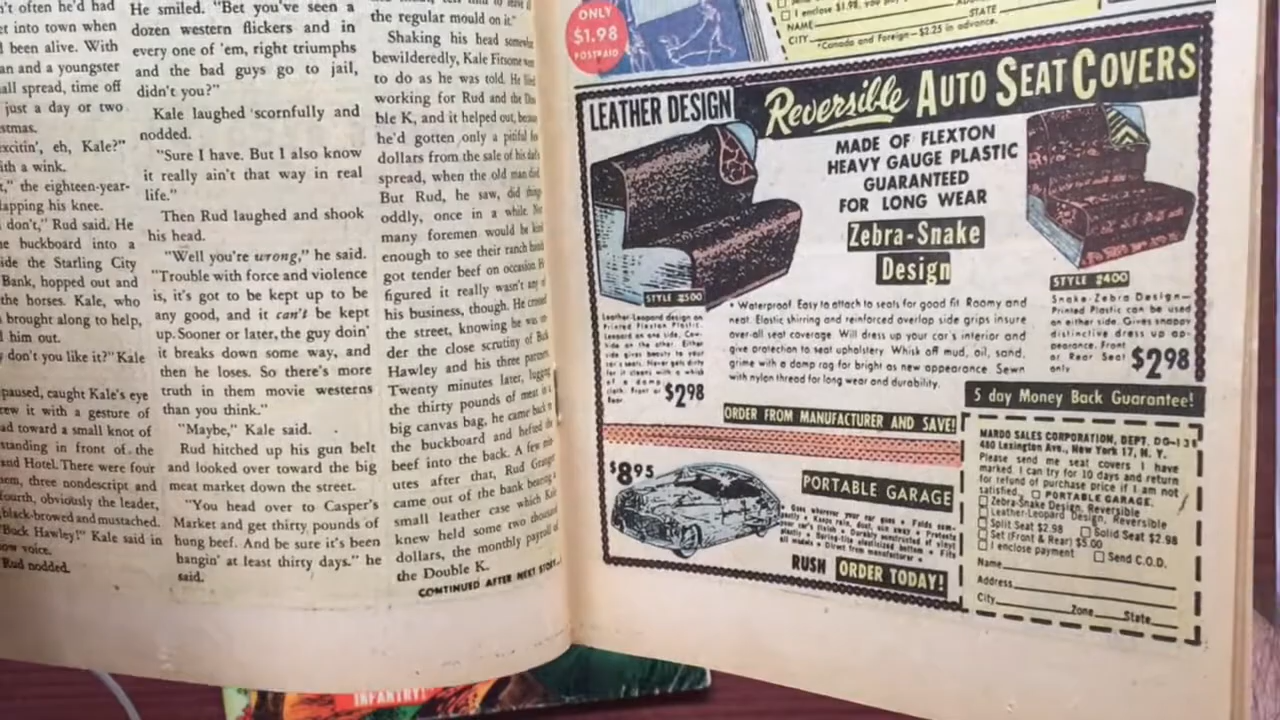 't often he'd had
et into town when
been alive. With
an and a youngster
all spread, time off
just a day or two
stmas.
excitin', eh, Kale?"
ith a wink.
," the eighteen-year-
lapping his knee.
don't," Rud said. He
e buckboard into a
side the Starling City
Bank, hopped out and
the horses. Kale, who
brought along to help,
him out.
don't you like it?" Kale
paused, caught Kale's eye
rew it with a gesture of
ad toward a small knot of
standing in front of the
and Hotel. There were four
em, three nondescript and
fourth, obviously the leader,
black-browed and mustached.
"Buck Hawley!" Kale said in
ow voice.
Rud nodded.
He smiled. "Bet you've seen a
dozen western flickers and in
every one of 'em, right triumphs
and the bad guys go to jail,
didn't you?"
Kale laughed scornfully and
nodded.
"Sure I have. But I also know
it really ain't that way in real
life."
Then Rud laughed and shook
his head.
"Well you're wrong," he said.
"Trouble with force and violence
is, it's got to be kept up to be
any good, and it can't be kept
up. Sooner or later, the guy doin'
it breaks down some way, and
then he loses. So there's more
truth in them movie westerns
than you think."
"Maybe," Kale said.
Rud hitched up his gun belt
and looked over toward the big
meat market down the street.
"You head over to Casper's
Market and get thirty pounds of
hung beef. And be sure it's been
hangin' at least thirty days." he
said.
the regular mould on it."
Shaking his head somewhat
bewilderedly, Kale Firsone went
to do as he was told. He liked
working for Rud and the Dou
ble K, and it helped out, because
he'd gotten only a pitiful few
dollars from the sale of his dad's
spread, when the old man died.
But Rud, he saw, did things
oddly, once in a while. Not
many foremen would be kind
enough to see their ranch hands
got tender beef on occasion. He
figured it really wasn't any of
his business, though. He crossed
the street, knowing he was un
der the close scrutiny of Buck
Hawley and his three partners.
Twenty minutes later, lugging
the thirty pounds of meat in a
big canvas bag, he came back to
the buckboard and hefted the
beef into the back. A few min
utes after that, Rud Granger
came out of the bank bearing a
small leather case which Kale
knew held some two thousand
dollars, the monthly payroll of
the Double K.
CONTINUED AFTER NEXT STORY
ONLY
$1.98
POSTPAID
NAME
CITY STATE
*Canada and Foreign—$2.25 in advance.
LEATHER DESIGN
Reversible AUTO SEAT COVERS
MADE OF FLEXTON
HEAVY GAUGE PLASTIC
GUARANTEED
FOR LONG WEAR
Zebra-Snake
Design
STYLE #500
Leather-Leopard design on
Printed Flexton Plastic.
Leopard on one side.
side on the other. Either
side gives beauty to your
car's seats. Never gets dirty
for it cleans with a whisk
of a damp
cloth. Front or
Rear.
$2.98
• Waterproof. Easy to attach to seats for good fit. Roomy and
neat. Elastic shirring and reinforced overlap side grips insure
over-all seat coverage. Will dress up your car's interior and
give protection to seat upholstery. Whisk off mud, oil, sand,
grime with a damp rag for bright as new appearance. Sewn
with nylon thread for long wear and durability.
STYLE #400
Snake-Zebra Design—
Printed Plastic can be used
on either side. Gives snappy
distinctive dress up ap-
pearance. Front
or Rear Seat
only
$2.98
5 day Money Back Guarantee!
ORDER FROM MANUFACTURER AND SAVE!
$8.95
PORTABLE GARAGE
• Goes wherever your car goes • Folds com-
pactly • Keeps rain, dust, sun away • Protects
your car's finish • Durably constructed of vinyl
plastic • Spring-like elasticized bottom • Fits
all models • Direct from manufacturer •
RUSH ORDER TODAY!
MARDO SALES CORPORATION, DEPT. DG-13
480 Lexington Ave., New York 17, N. Y.
Please send me seat covers I have
marked. I can try for 10 days and return
for refund of purchase price if I am not
satisfied. PORTABLE GARAGE.
Zebra-Snake Design, Reversible
Leather-Leopard Design, Reversible
Split Seat $2.98 Solid Seat $2.98
Set (Front & Rear) $5.00
I enclose payment Send C.O.D.
Name
Address
City Zone State
INFANTRY!